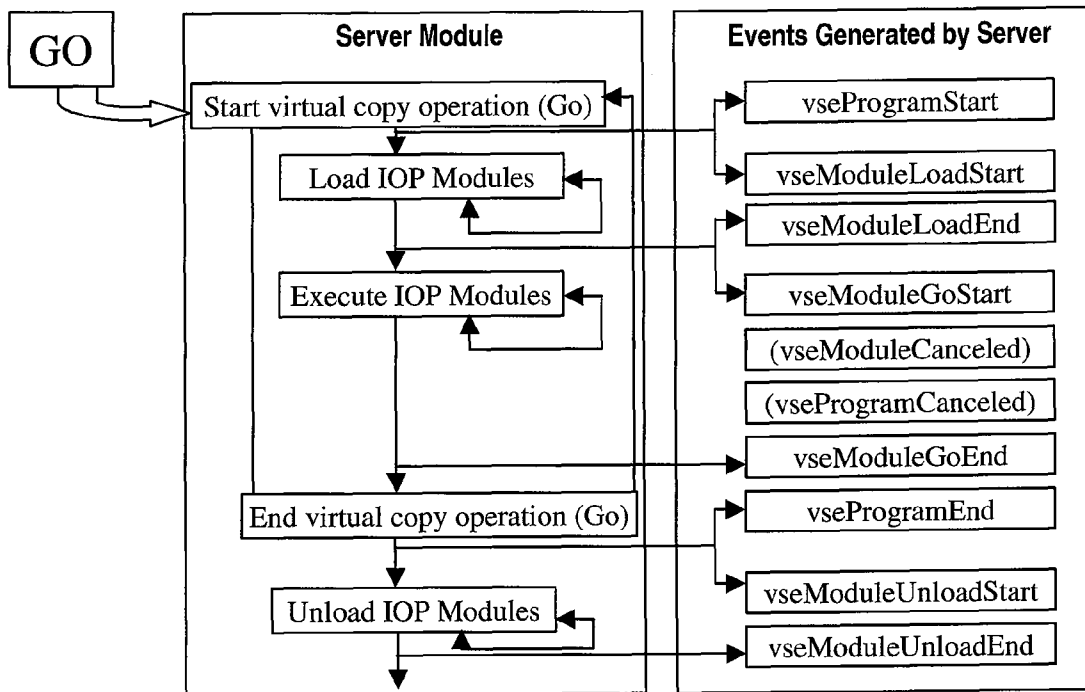 GO
Server Module
Start virtual copy operation (Go)
Load IOP Modules
Execute IOP Modules
End virtual copy operation (Go)
Unload IOP Modules
Events Generated by Server
vseProgramStart
vseModuleLoadStart
vseModuleLoadEnd
vseModuleGoStart
(vseModuleCanceled)
(vseProgramCanceled)
vseModuleGoEnd
vseProgramEnd
vseModuleUnloadStart
vseModuleUnloadEnd